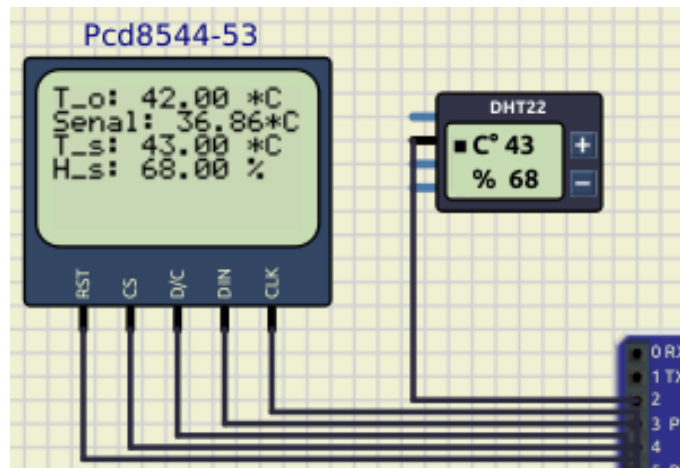 Pcd8544-53
T_o: 42.00 *C
Senal: 36.86*C
T_s: 43.00 *C
H_s: 68.00 %
RST
CS
D/C
DIN
CLK
DHT22
C° 43
% 68
+
−
0 RX
1 TX
2
3 P
4